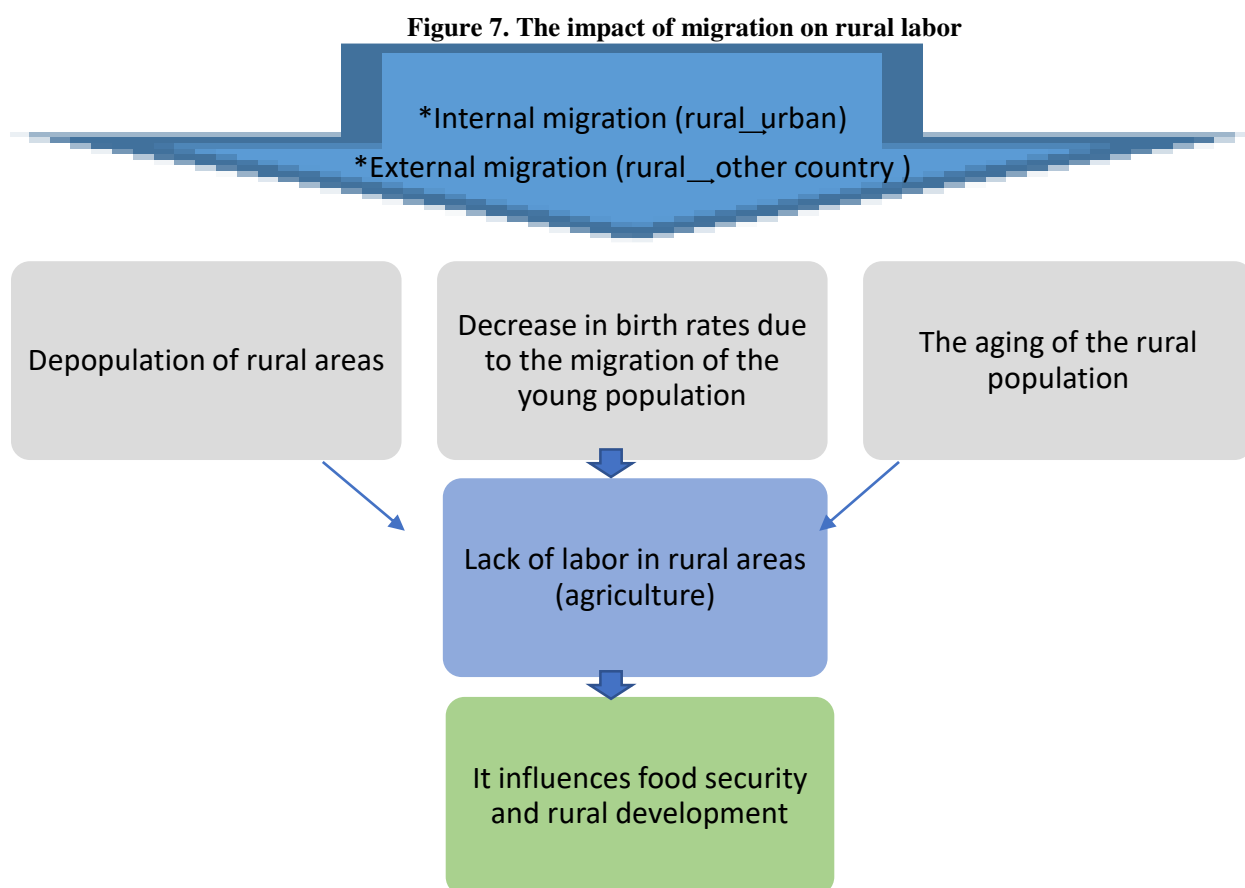 Figure 7. The impact of migration on rural labor
*Internal migration (rural→urban)
*External migration (rural→other country )
Depopulation of rural areas
Decrease in birth rates due
to the migration of the
young population
The aging of the rural
population
Lack of labor in rural areas
(agriculture)
It influences food security
and rural development